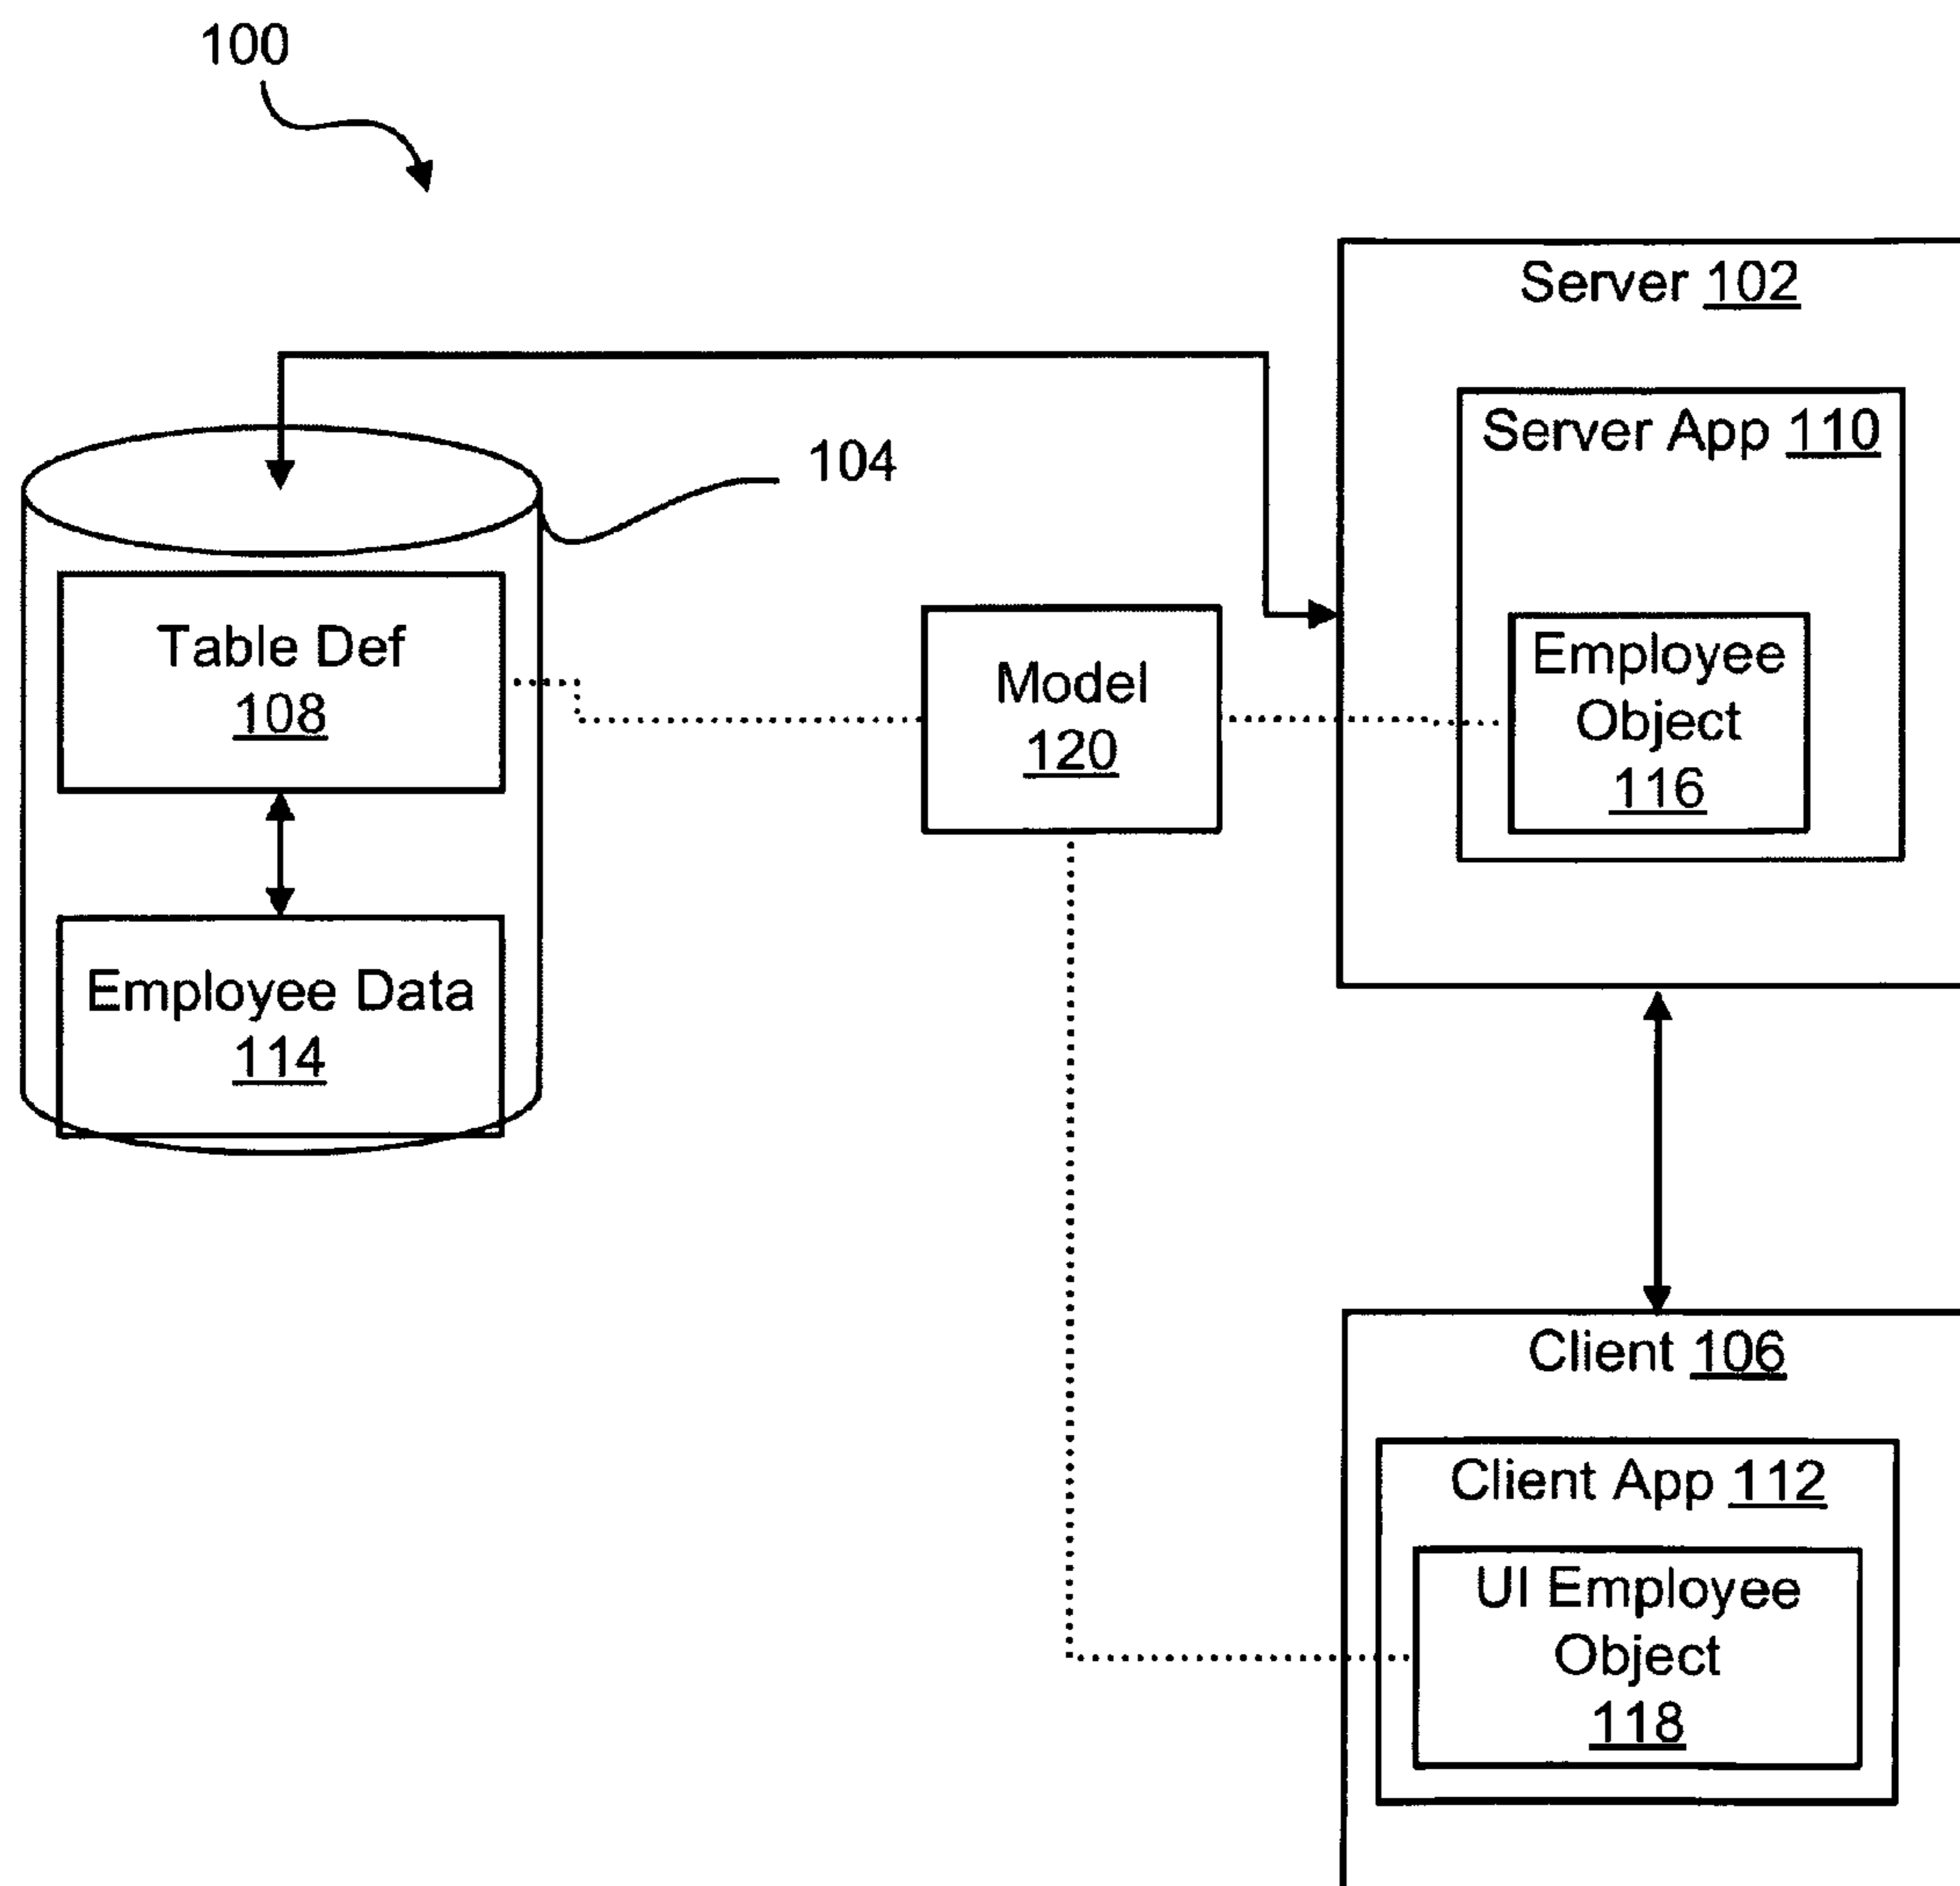 100
Server 102
Server App 110
104
Table Def
108
Model
120
Employee
Object
116
Employee Data
114
Client 106
Client App 112
UI Employee
Object
118